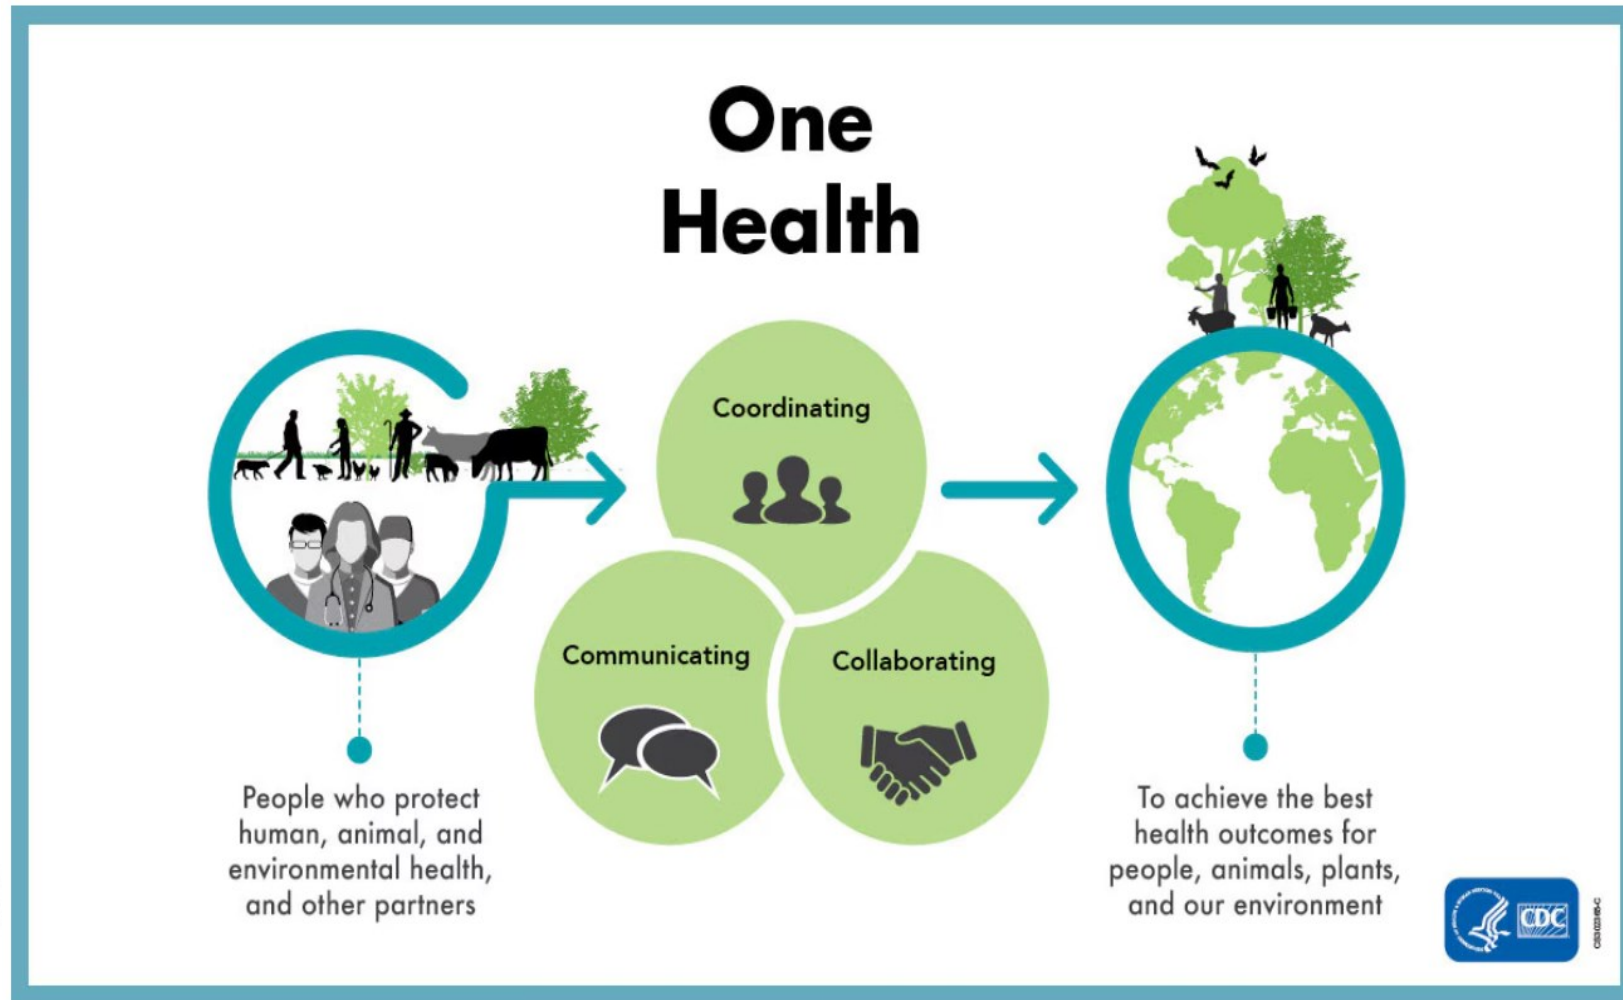 One
Health
Coordinating
Communicating
Collaborating
People who protect
human, animal, and
environmental health,
and other partners
To achieve the best
health outcomes for
people, animals, plants,
and our environment
CDC